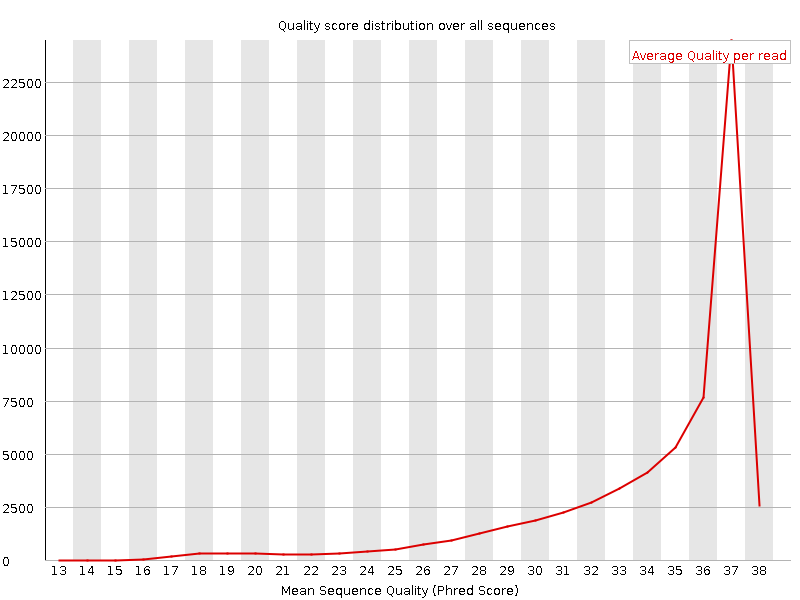 Quality score distribution over all sequences
Average Quality per read
22500
20000
17500
15000
12500
10000
7500
5000
2500
0
13 14 15 16 17 18 19 20 21 22 23 24 25 26 27 28 29 30 31 32 33 34 35 36 37 38
Mean Sequence Quality (Phred Score)